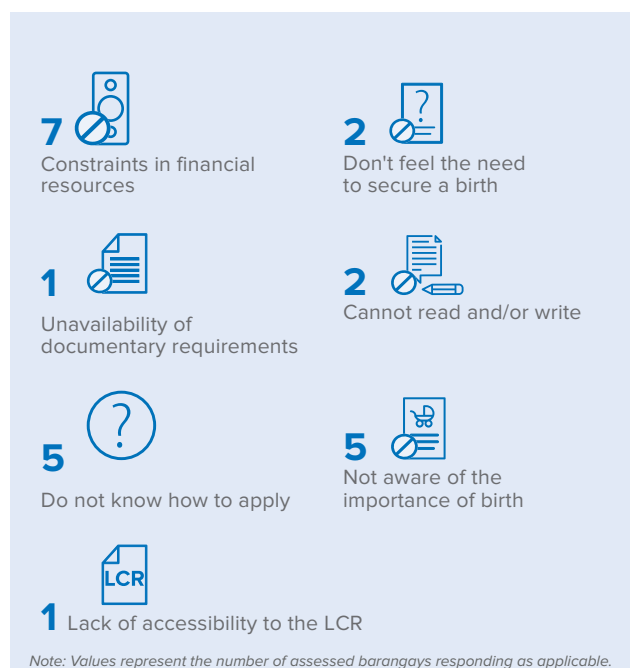 7
Constraints in financial
resources
2
Don't feel the need
to secure a birth
1
Unavailability of
documentary requirements
2
Cannot read and/or write
5
Do not know how to apply
5
Not aware of the
importance of birth
LCR
1 Lack of accessibility to the LCR
Note: Values represent the number of assessed barangays responding as applicable.